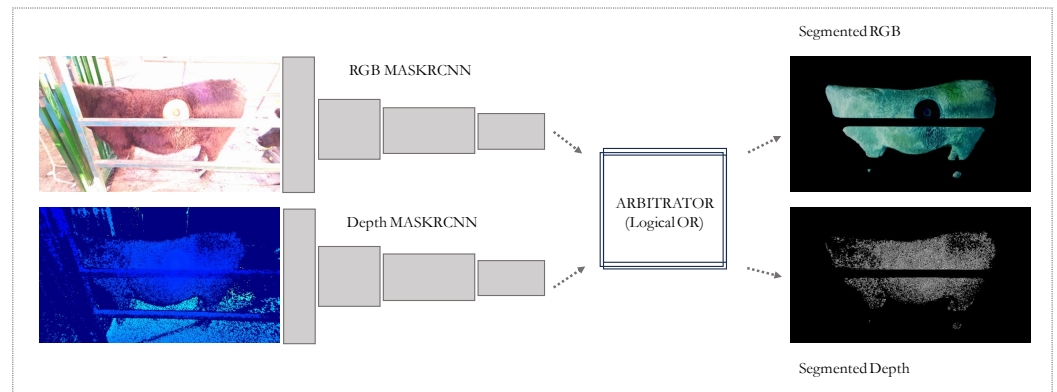 Segmented RGB
RGB MASKRCNN
ARBITRATOR
(Logical OR)
Depth MASKRCNN
Segmented Depth